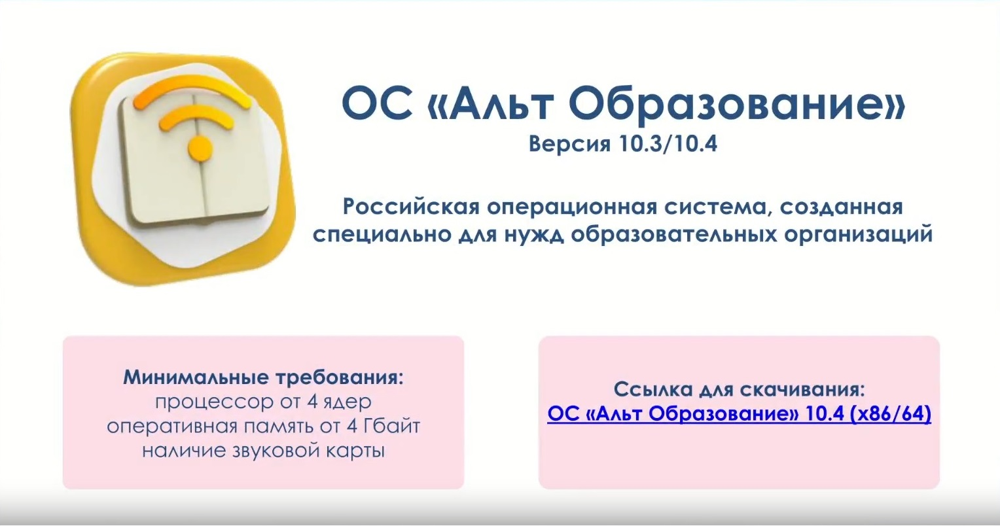 ОС «Альт Образование»
Версия 10.3/10.4
Российская операционная система, созданная
специально для нужд образовательных организаций
Минимальные требования:
процессор от 4 ядер
оперативная память от 4 Гбайт
наличие звуковой карты
Ссылка для скачивания:
ОС «Альт Образование» 10.4 (x86/64)